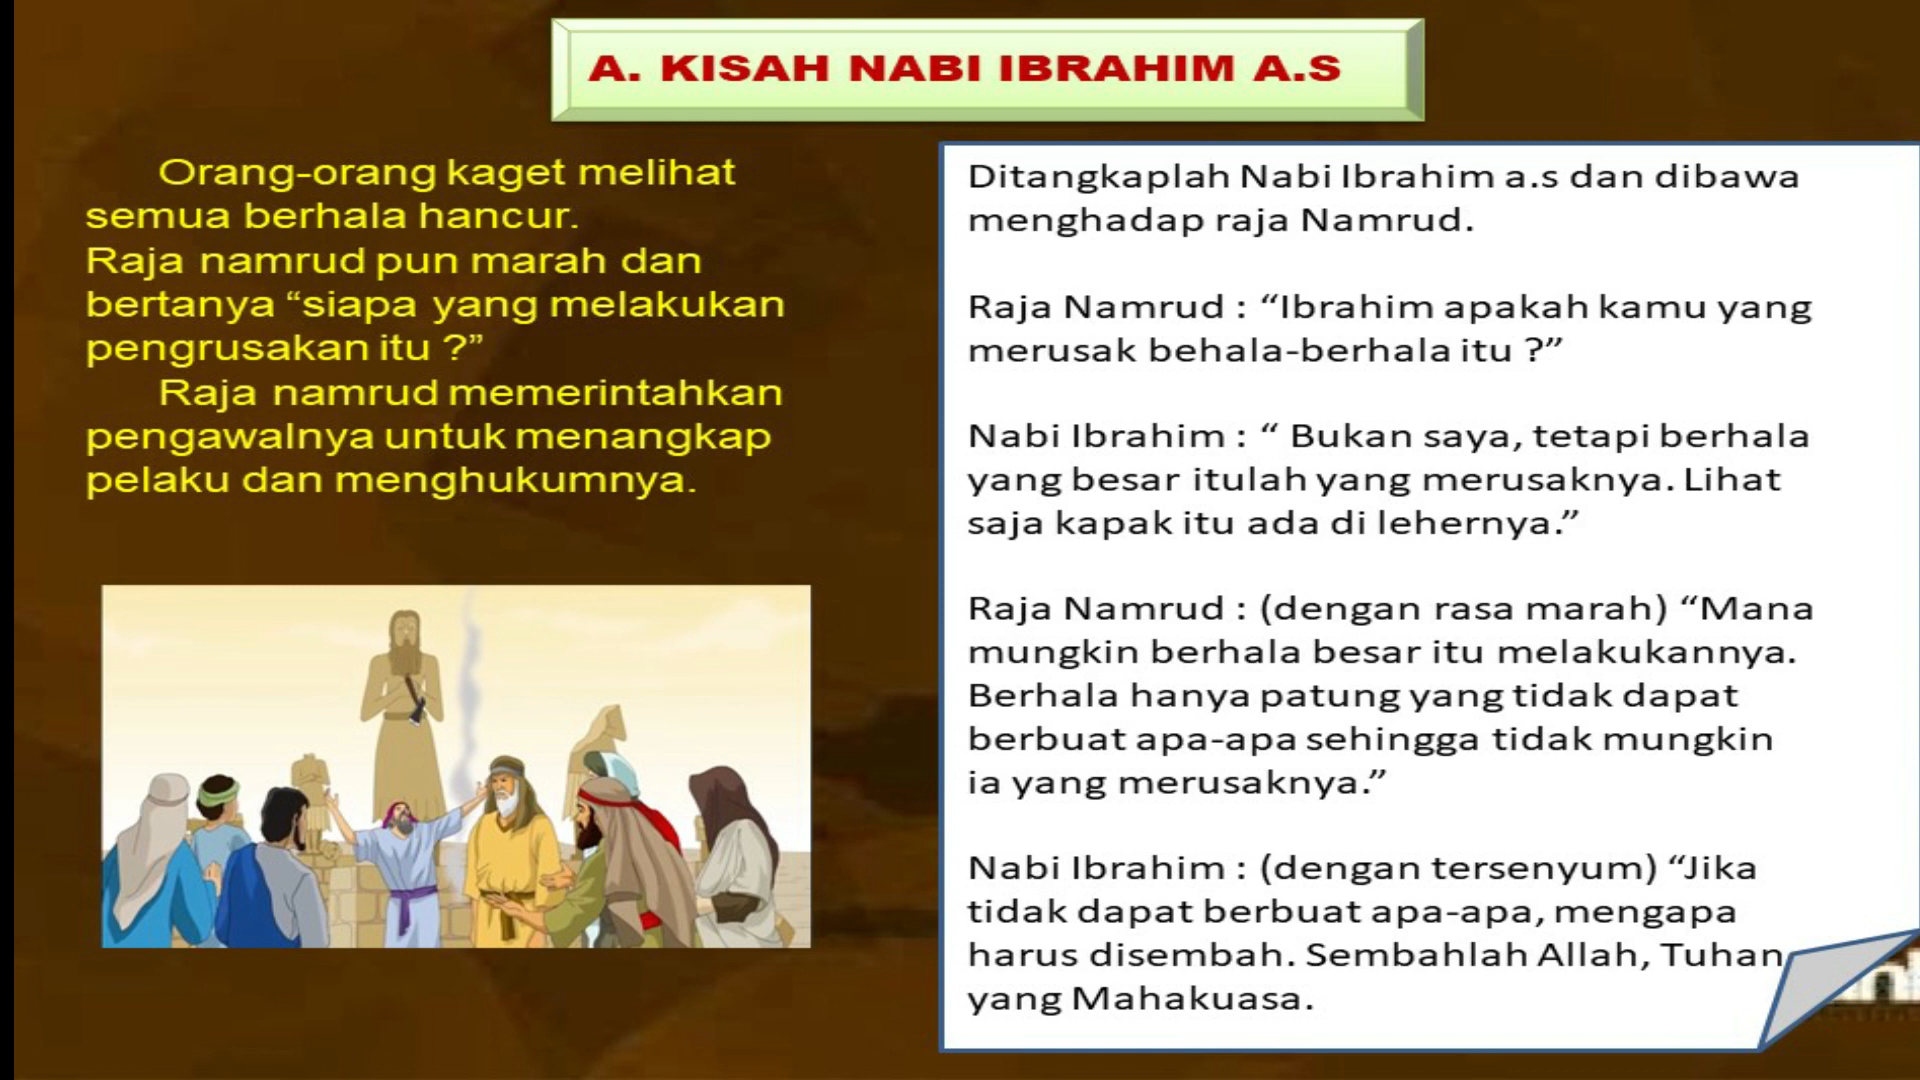 A. KISAH NABI IBRAHIM A.S
Orang-orang kaget melihat
semua berhala hancur.
Raja namrud pun marah dan
bertanya “siapa yang melakukan
pengrusakan itu ?”
Raja namrud memerintahkan
pengawalnya untuk menangkap
pelaku dan menghukumnya.
Ditangkaplah Nabi Ibrahim a.s dan dibawa
menghadap raja Namrud.
Raja Namrud : “Ibrahim apakah kamu yang
merusak behala-berhala itu ?”
Nabi Ibrahim : “ Bukan saya, tetapi berhala
yang besar itulah yang merusaknya. Lihat
saja kapak itu ada di lehernya.”
Raja Namrud : (dengan rasa marah) “Mana
mungkin berhala besar itu melakukannya.
Berhala hanya patung yang tidak dapat
berbuat apa-apa sehingga tidak mungkin
ia yang merusaknya.”
Nabi Ibrahim : (dengan tersenyum) “Jika
tidak dapat berbuat apa-apa, mengapa
harus disembah. Sembahlah Allah, Tuhan
yang Mahakuasa.